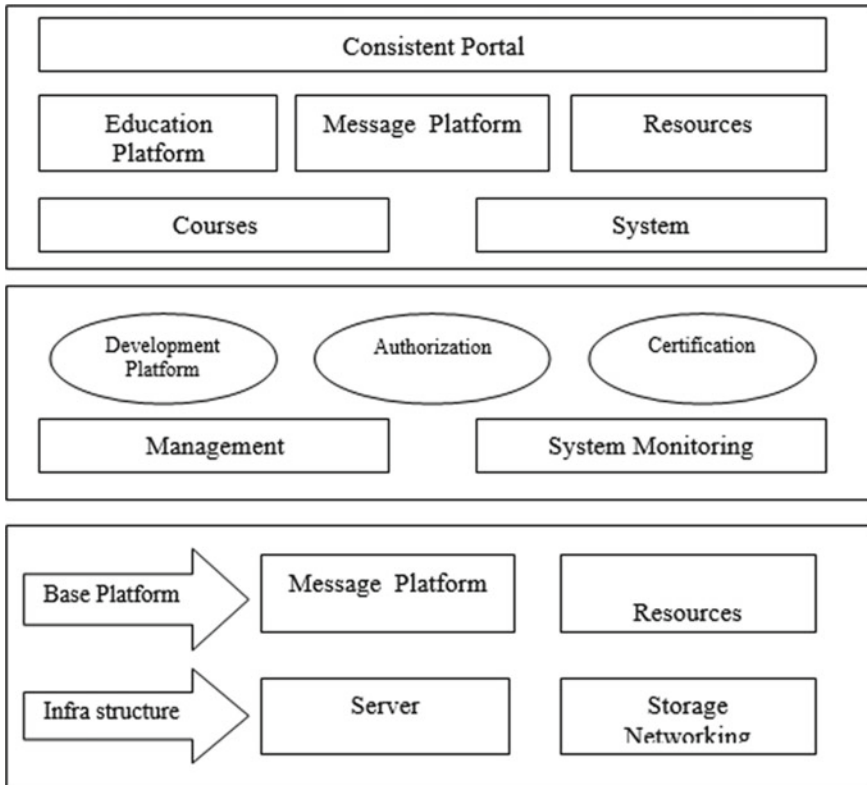 Consistent Portal
Education
Platform
Message Platform
Resources
Courses
System
Development
Platform
Authorization
Certification
Management
System Monitoring
Base Platform
Message Platform
Resources
Infra structure
Server
Storage
Networking